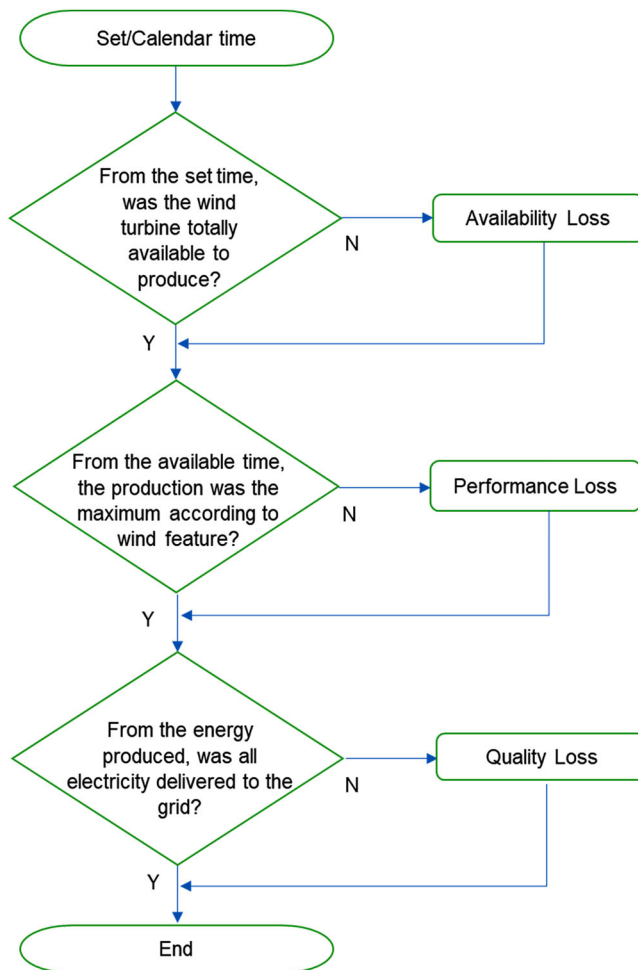 Set/Calendar time
From the set time,
was the wind
turbine totally
available to
produce?
N
Availability Loss
Y
From the available time,
the production was the
maximum according to
wind feature?
N
Performance Loss
Y
From the energy
produced, was all
electricity delivered to the
grid?
N
Quality Loss
Y
End